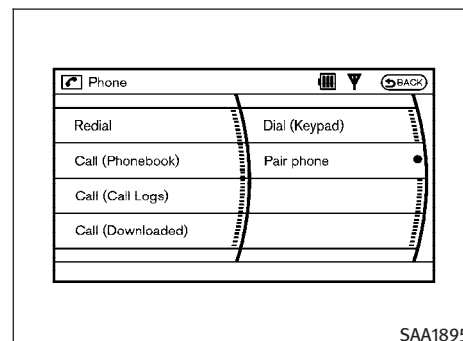 Phone
BACK
Redial
Call (Phonebook)
Call (Call Logs)
Call (Downloaded)
Dial (Keypad)
Pair phone
SAA1895